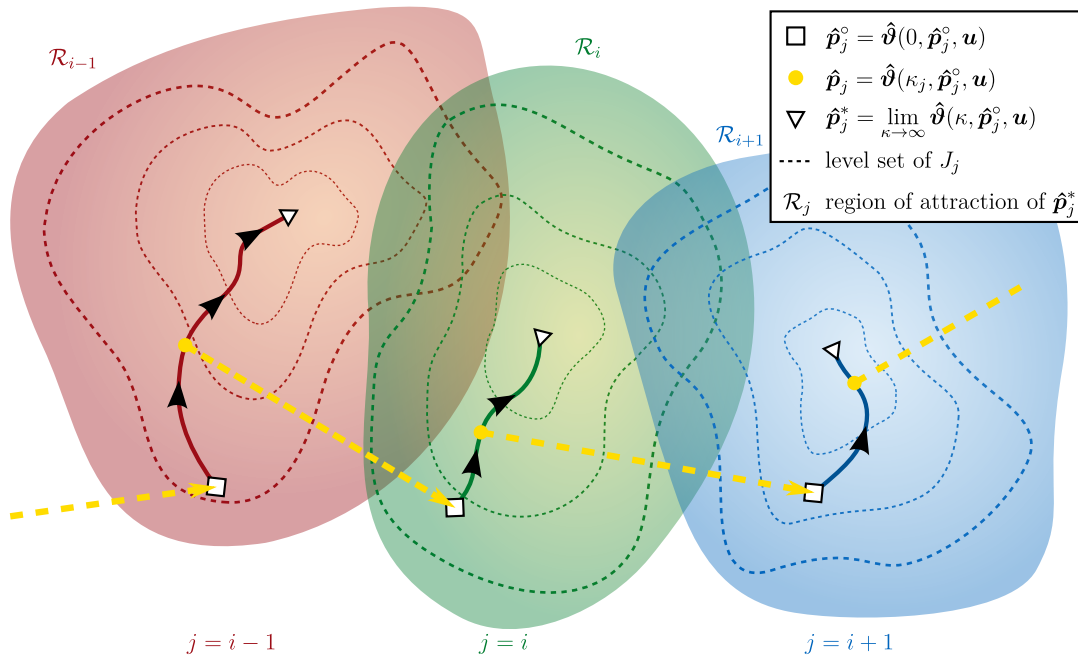 ℛ_{i−1}
ℛ_i
ℛ_{i+1}
p̂°_j = ϑ̂(0, p̂°_j, u)
p̂_j = ϑ̂(κ_j, p̂°_j, u)
p̂*_j = lim_{κ→∞} ϑ̂(κ, p̂°_j, u)
level set of J_j
ℛ_j region of attraction of p̂*_j
j = i − 1
j = i
j = i + 1